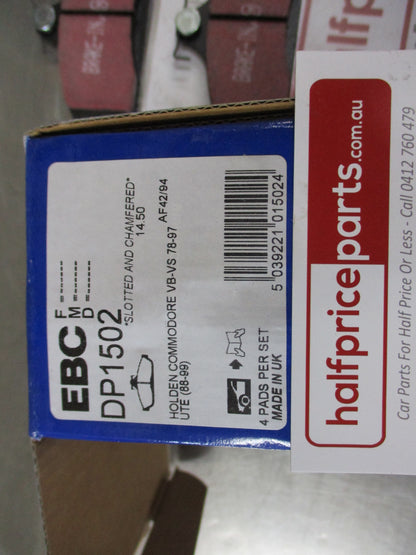 EBC
F =-------
M =-------
D =-------
DP1502
*SLOTTED AND CHAMFERED*
14.50
AF42/94
HOLDEN COMMODORE VB-VS 78-97
UTE (88-99)
5 039221 015024
4 PADS PER SET
MADE IN UK
halfpriceparts.com.au
Car Parts For Half Price Or Less - Call 0412 760 479
halfpri